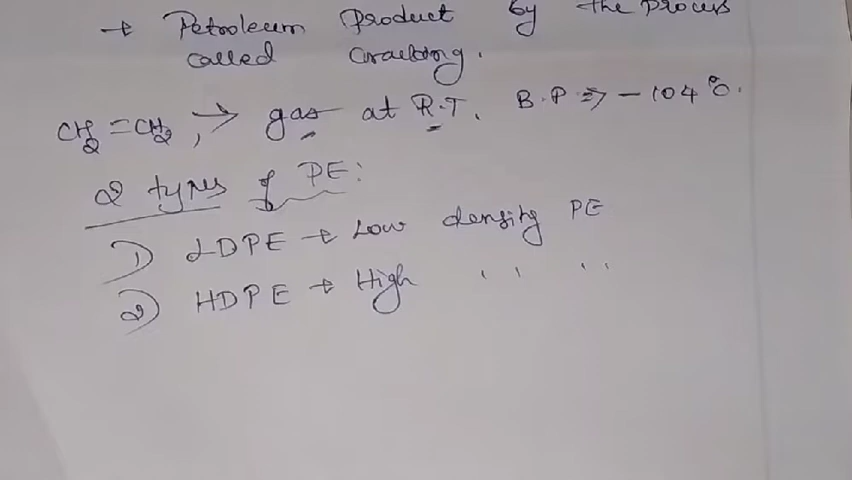 → Petroleum Product by the Process
called Cracking.
CH2 = CH2, → gas at R.T. B.P ⇒ -104°C.
2 types of PE:
1) LDPE → Low density PE
2) HDPE → High " "